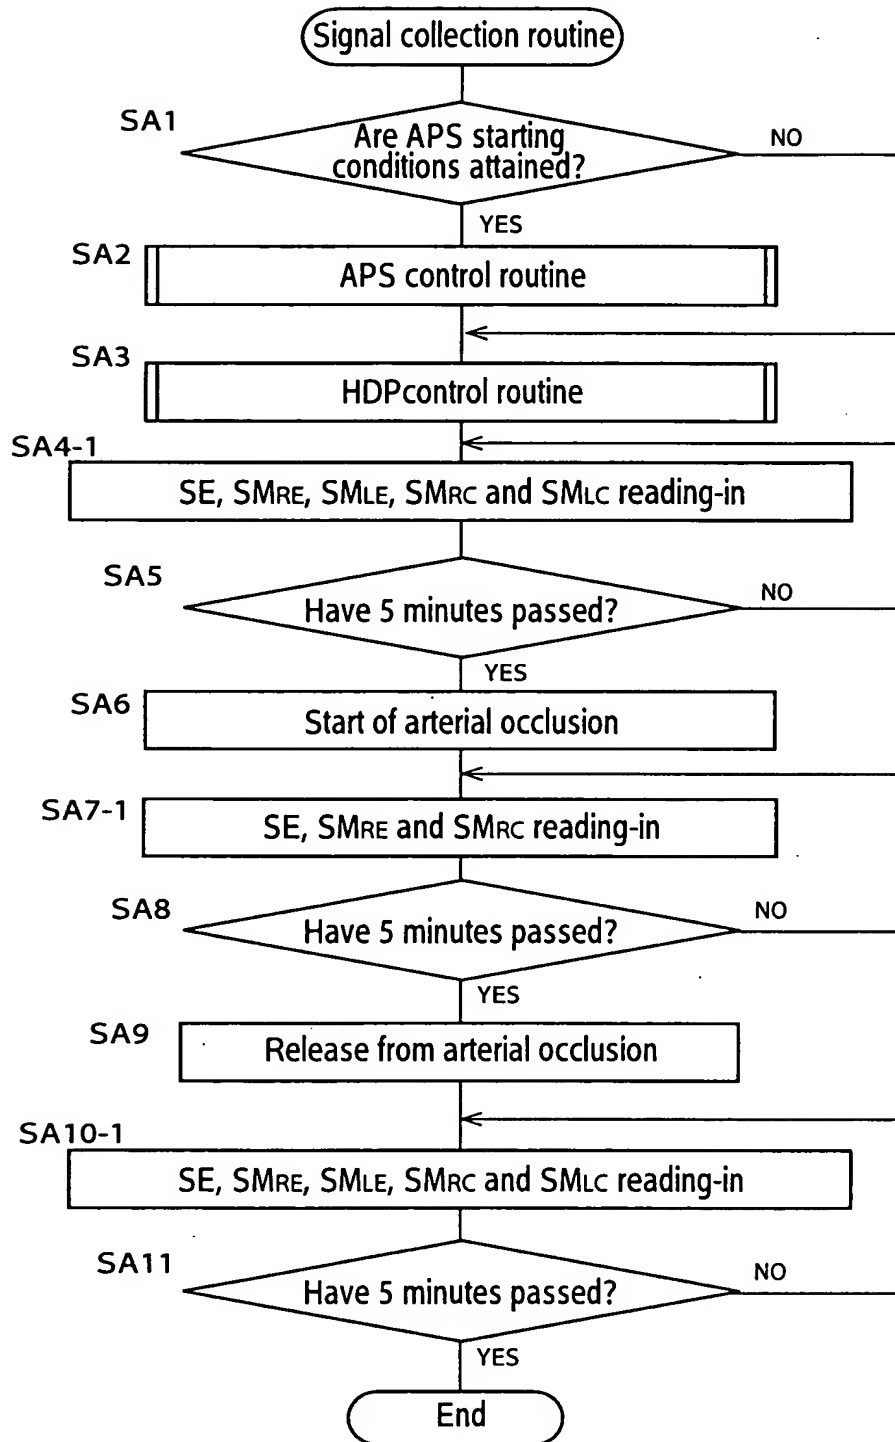 Signal collection routine
SA1
Are APS starting
conditions attained?
NO
YES
SA2
APS control routine
SA3
HDPcontrol routine
SA4-1
SE, SMRE, SMLE, SMRC and SMLC reading-in
SA5
Have 5 minutes passed?
NO
YES
SA6
Start of arterial occlusion
SA7-1
SE, SMRE and SMRC reading-in
SA8
Have 5 minutes passed?
NO
YES
SA9
Release from arterial occlusion
SA10-1
SE, SMRE, SMLE, SMRC and SMLC reading-in
SA11
Have 5 minutes passed?
NO
YES
End